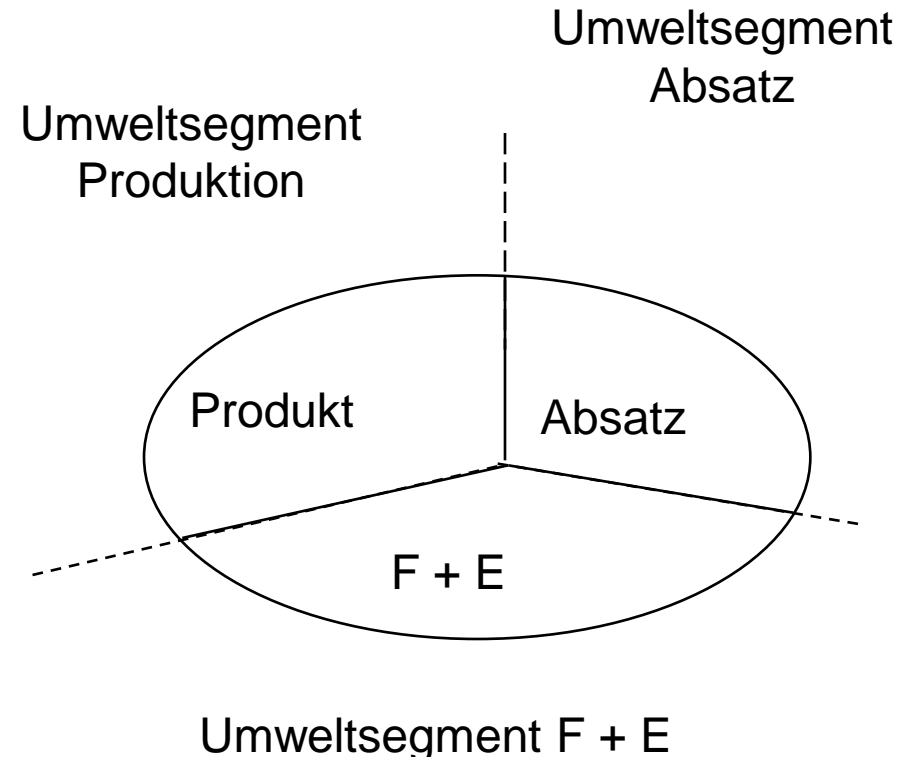 Umweltsegment
Absatz
Umweltsegment
Produktion
Produkt
Absatz
F + E
Umweltsegment F + E